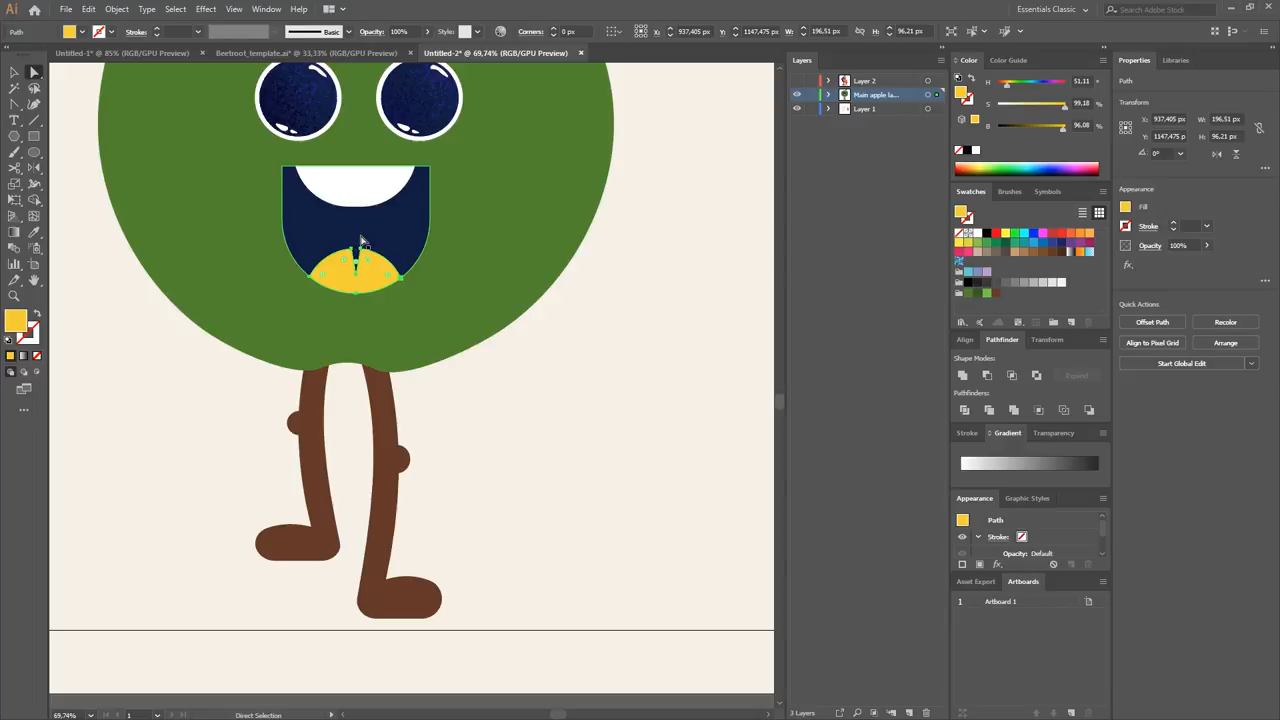 Ai File Edit Object Type Select Effect View Window Help Essentials Classic Search Adobe Stock
Path Stroke: Basic Opacity: 100% Style: Corners: 0 px X: 937,405 px Y: 1147,475 px W: 196,51 px H: 96,21 px
Untitled-1* @ 85% (RGB/GPU Preview) × Beetroot_template.ai* @ 33,33% (RGB/GPU Preview) × Untitled-2* @ 69,74% (RGB/GPU Preview) ×
Layers
Layer 2
Main apple la...
Layer 1
3 Layers
Color Color Guide
H 51.11 °
S 99.18 %
B 96.08 %
Swatches Brushes Symbols
Align Pathfinder Transform
Shape Modes:
Expand
Pathfinders:
Stroke Gradient Transparency
Appearance Graphic Styles
Path
Stroke:
Opacity: Default
fx
Asset Export Artboards
1 Artboard 1
Properties Libraries
Path
Transform
X: 937,405 px W: 196,51 px
Y: 1147,475 p H: 96,21 px
0°
Appearance
Fill
Stroke
Opacity 100%
fx
Quick Actions
Offset Path Recolor
Align to Pixel Grid Arrange
Start Global Edit
69,74% 1 Direct Selection